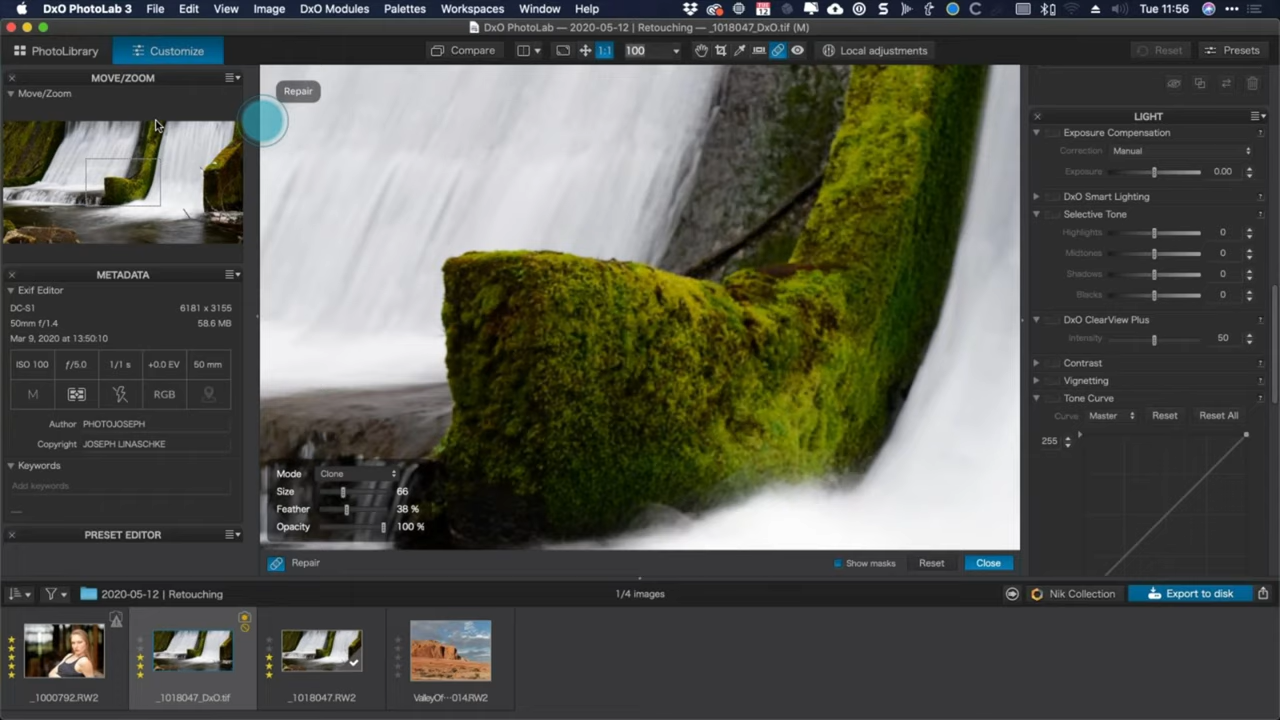 DxO PhotoLab 3 File Edit View Image DxO Modules Palettes Workspaces Window Help Tue 11:56
DxO PhotoLab — 2020-05-12 | Retouching — _1018047_DxO.tif (M)
PhotoLibrary Customize Compare 1:1 100 Local adjustments Reset Presets
MOVE/ZOOM
Move/Zoom
METADATA
Exif Editor
DC-S1 6181 x 3155
50mm f/1.4 58.6 MB
Mar 9, 2020 at 13:50:10
ISO 100 ƒ/5.0 1/1 s +0.0 EV 50 mm
M RGB
Author PHOTOJOSEPH
Copyright JOSEPH LINASCHKE
Keywords
Add keywords
PRESET EDITOR
Repair
Mode Clone
Size 66
Feather 38 %
Opacity 100 %
Repair Show masks Reset Close
LIGHT
Exposure Compensation
Correction Manual
Exposure 0.00
DxO Smart Lighting
Selective Tone
Highlights 0
Midtones 0
Shadows 0
Blacks 0
DxO ClearView Plus
Intensity 50
Contrast
Vignetting
Tone Curve
Curve Master Reset Reset All
255
2020-05-12 | Retouching 1/4 images Nik Collection Export to disk
_1000792.RW2 _1018047_DxO.tif _1018047.RW2 ValleyOf···014.RW2